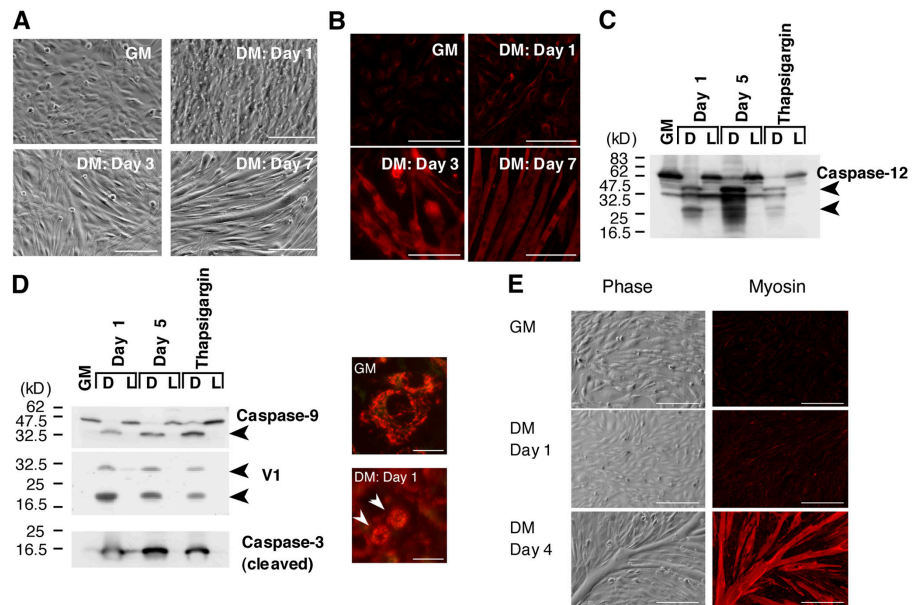 A
GM
DM: Day 1
DM: Day 3
DM: Day 7
B
GM
DM: Day 1
DM: Day 3
DM: Day 7
C
GM
Day 1
Day 5
Thapsigargin
D L D L D L
(kD)
83
62
47.5
32.5
25
16.5
Caspase-12
D
GM
Day 1
Day 5
Thapsigargin
D L D L D L
(kD)
62
47.5
32.5
Caspase-9
32.5
16.5
V1
25
16.5
Caspase-3
(cleaved)
GM
DM: Day 1
E
Phase Myosin
GM
DM
Day 1
DM
Day 4